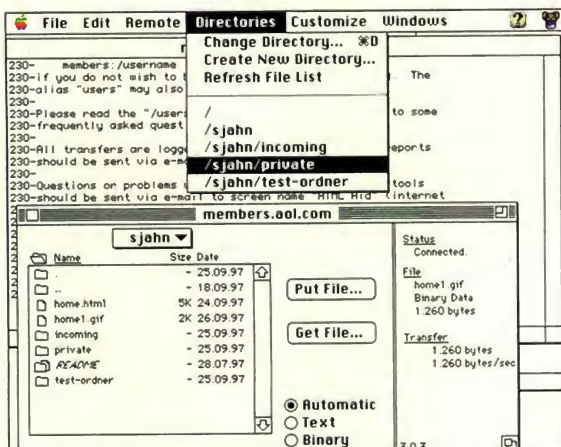 File Edit Remote Directories Customize Windows
Change Directory... ⌘D
Create New Directory...
Refresh File List
/
/sjahn
/sjahn/incoming
/sjahn/private
/sjahn/test-ordner
230- members:/username
230-if you do not wish to The
230-alias "users" may also
230-
230-Please read the "/user to some
230-frequently asked quest
230-
230-All transfers are logge eports
230-should be sent via e-m
230-
230-Questions or problems tools
230-should be sent via e-mail to screen name "HTML Aid" (internet
members.aol.com
sjahn
Name Size Date
. - 25.09.97
.. - 18.09.97
home.html 5K 24.09.97
home1.gif 2K 26.09.97
incoming - 25.09.97
private - 25.09.97
README - 28.07.97
test-ordner - 25.09.97
Put File...
Get File...
Automatic
Text
Binary
Status
Connected.
File
home1.gif
Binary Data
1.260 bytes
Transfer
1.260 bytes
1.260 bytes/sec
3.0.3